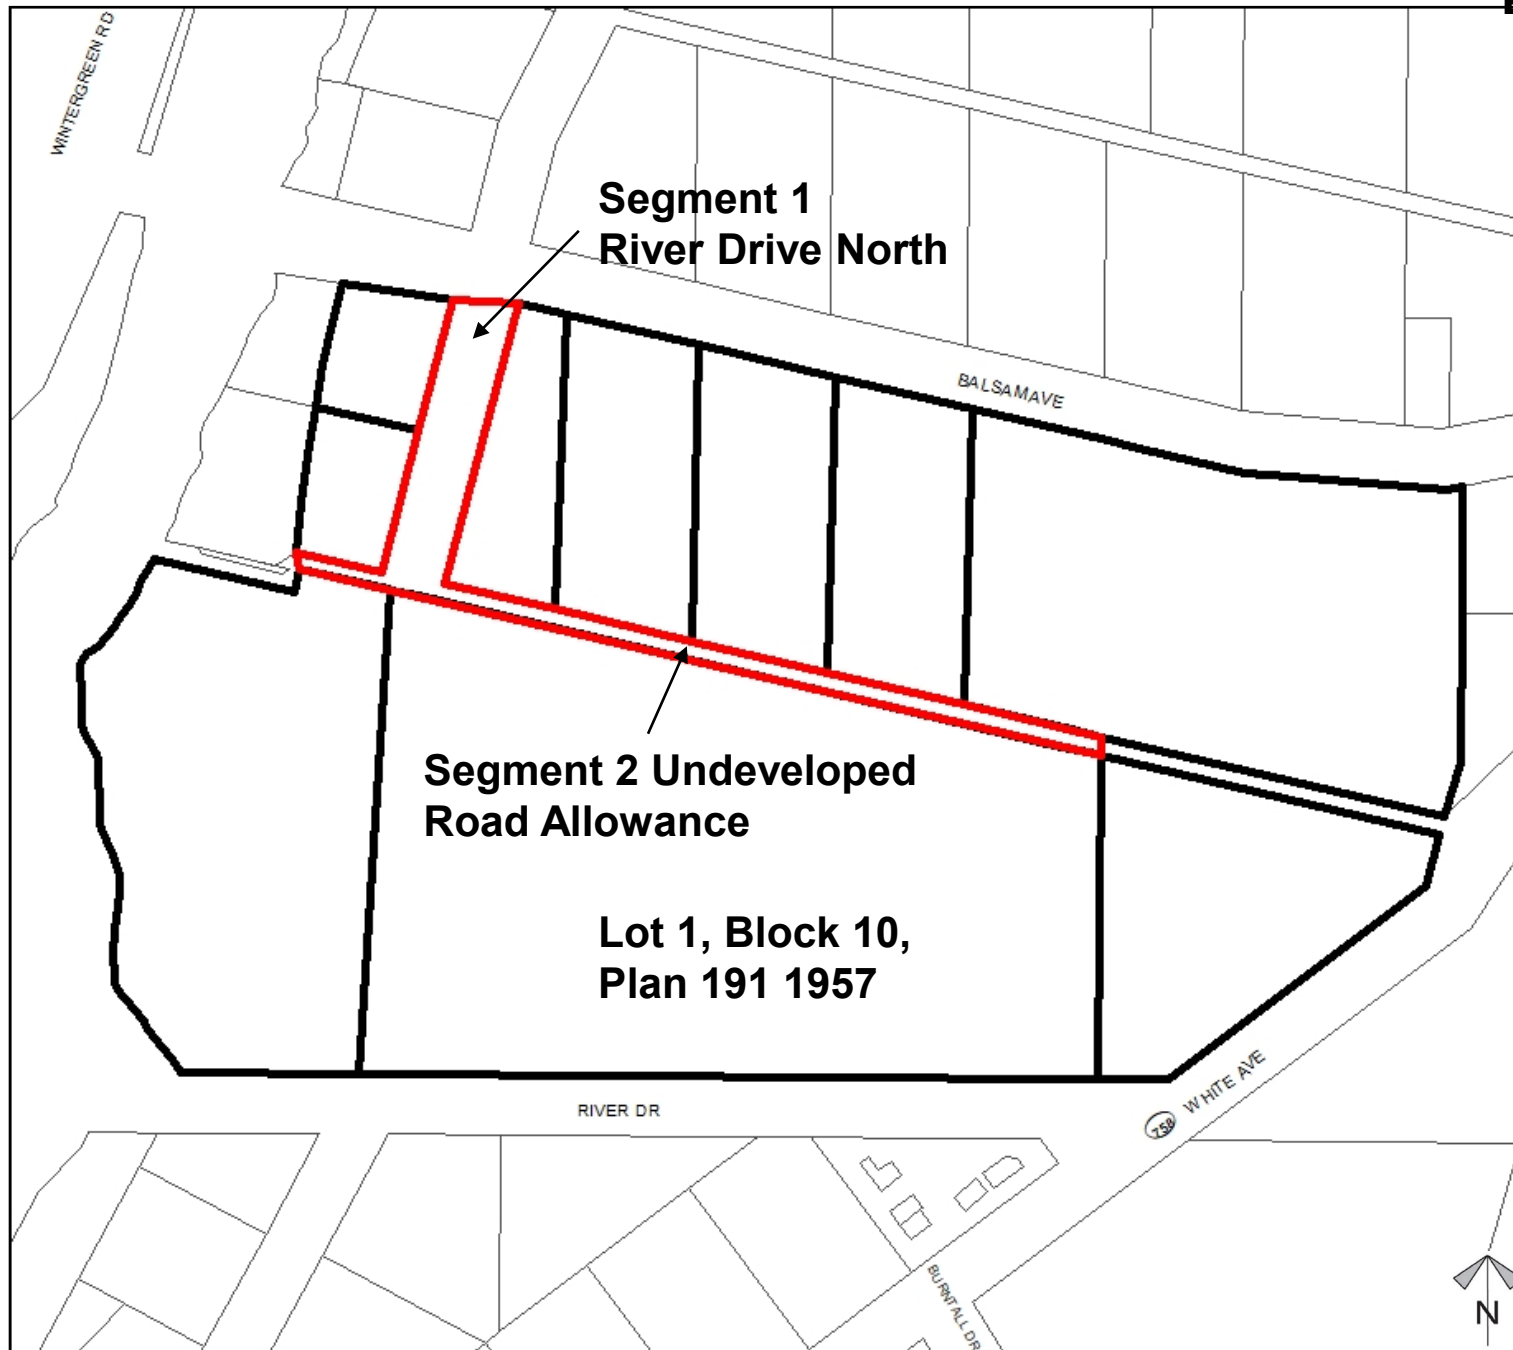 WINTERGREEN RD
Segment 1
River Drive North
BALSAM AVE
Segment 2 Undeveloped
Road Allowance
Lot 1, Block 10,
Plan 191 1957
RIVER DR
758
WHITE AVE
BURNTALL DR
N